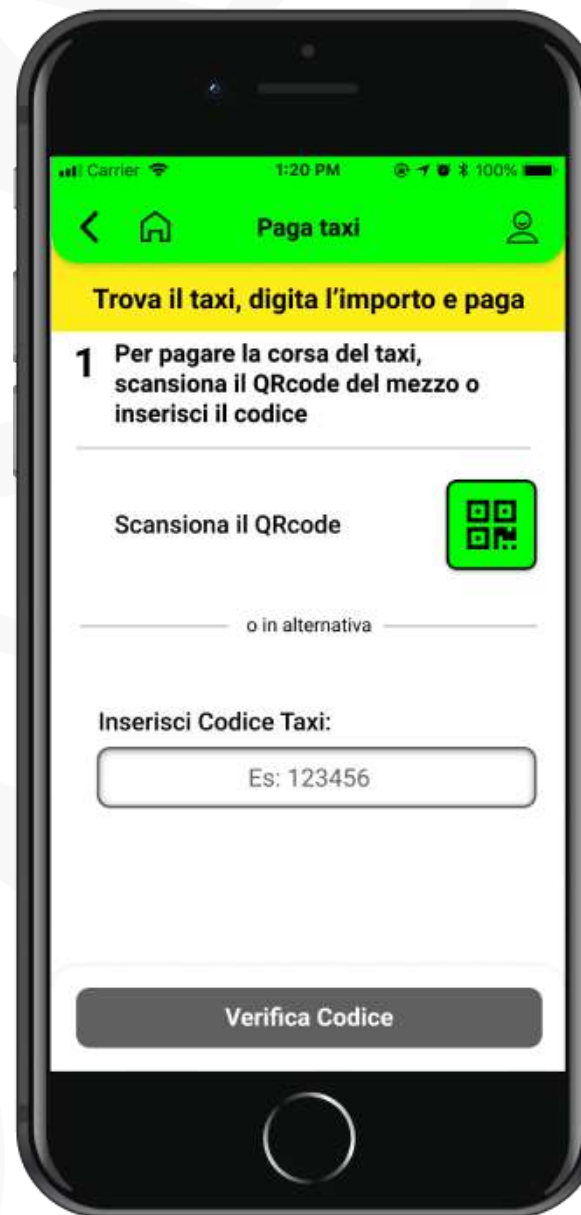 Carrier 1:20 PM 100%
Paga taxi
Trova il taxi, digita l'importo e paga
1 Per pagare la corsa del taxi,
scansiona il QRcode del mezzo o
inserisci il codice
Scansiona il QRcode
o in alternativa
Inserisci Codice Taxi:
Es: 123456
Verifica Codice